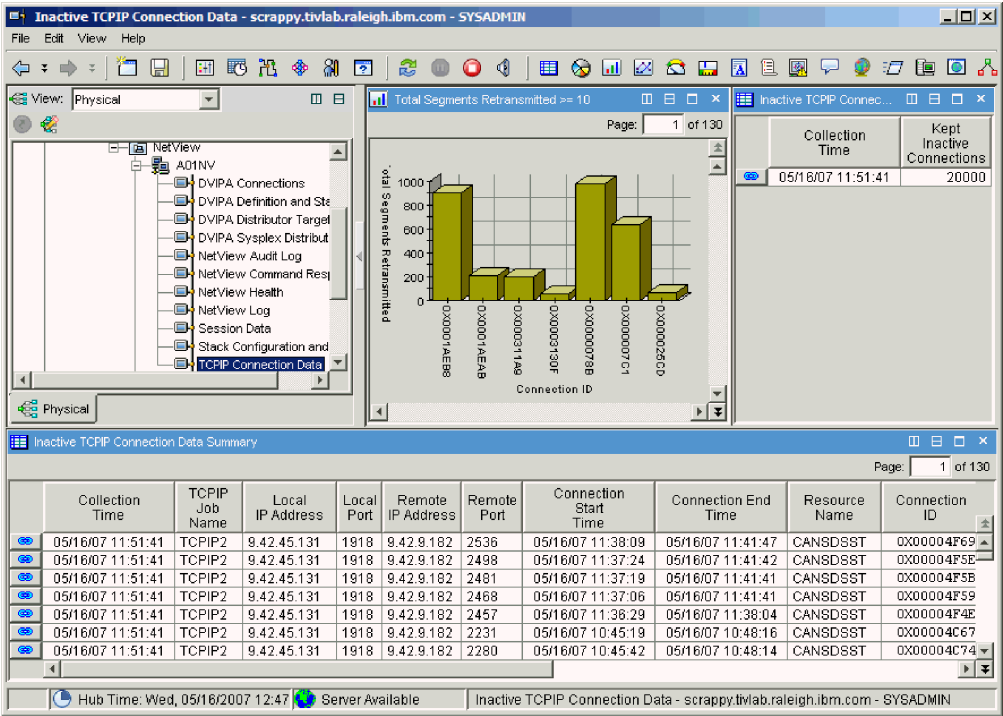 Inactive TCPIP Connection Data - scrappy.tivlab.raleigh.ibm.com - SYSADMIN
File Edit View Help
View: Physical
NetView
A01NV
DVIPA Connections
DVIPA Definition and Sta
DVIPA Distributor Target
DVIPA Sysplex Distribut
NetView Audit Log
NetView Command Resp
NetView Health
NetView Log
Session Data
Stack Configuration and
TCPIP Connection Data
Physical
Total Segments Retransmitted >= 10
Page: 1 of 130
otal Segments Retransmitted
1000
800
600
400
200
0
0X0001AEB8
0X0001AEAB
0X000311A9
0X0003130F
0X0000078B
0X000007C1
0X000025CD
Connection ID
Inactive TCPIP Connec...
Collection Time
Kept Inactive Connections
05/16/07 11:51:41 20000
Inactive TCPIP Connection Data Summary
Page: 1 of 130
Collection Time TCPIP Job Name Local IP Address Local Port Remote IP Address Remote Port Connection Start Time Connection End Time Resource Name Connection ID
05/16/07 11:51:41 TCPIP2 9.42.45.131 1918 9.42.9.182 2536 05/16/07 11:38:09 05/16/07 11:41:47 CANSDSST 0X00004F69
05/16/07 11:51:41 TCPIP2 9.42.45.131 1918 9.42.9.182 2498 05/16/07 11:37:24 05/16/07 11:41:42 CANSDSST 0X00004F5E
05/16/07 11:51:41 TCPIP2 9.42.45.131 1918 9.42.9.182 2481 05/16/07 11:37:19 05/16/07 11:41:41 CANSDSST 0X00004F5B
05/16/07 11:51:41 TCPIP2 9.42.45.131 1918 9.42.9.182 2468 05/16/07 11:37:06 05/16/07 11:41:41 CANSDSST 0X00004F59
05/16/07 11:51:41 TCPIP2 9.42.45.131 1918 9.42.9.182 2457 05/16/07 11:36:29 05/16/07 11:38:04 CANSDSST 0X00004F4E
05/16/07 11:51:41 TCPIP2 9.42.45.131 1918 9.42.9.182 2231 05/16/07 10:45:19 05/16/07 10:48:16 CANSDSST 0X00004C67
05/16/07 11:51:41 TCPIP2 9.42.45.131 1918 9.42.9.182 2280 05/16/07 10:45:42 05/16/07 10:48:14 CANSDSST 0X00004C74
Hub Time: Wed, 05/16/2007 12:47 Server Available Inactive TCPIP Connection Data - scrappy.tivlab.raleigh.ibm.com - SYSADMIN